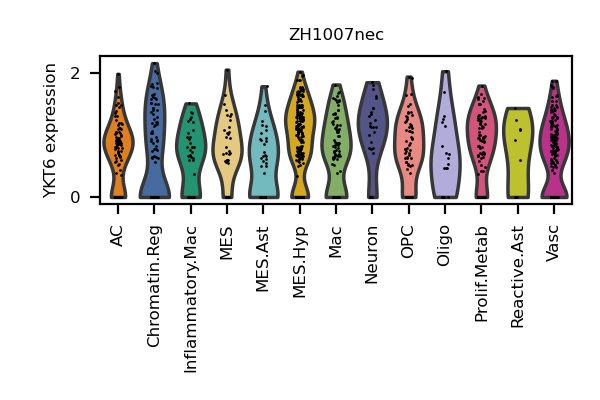 ZH1007nec
YKT6 expression
2
0
AC
Chromatin.Reg
Inflammatory.Mac
MES
MES.Ast
MES.Hyp
Mac
Neuron
OPC
Oligo
Prolif.Metab
Reactive.Ast
Vasc